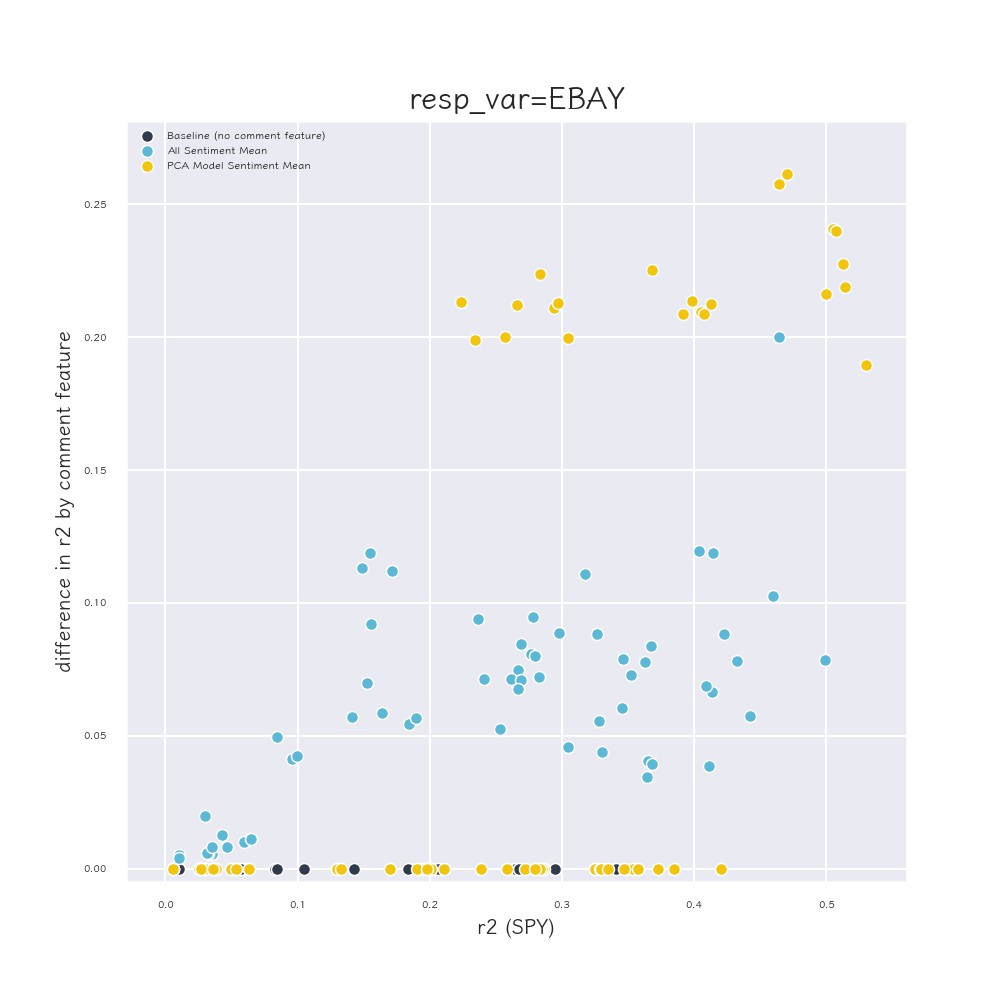 resp_var=EBAY
Baseline (no comment feature)
All Sentiment Mean
PCA Model Sentiment Mean
difference in r2 by comment feature
0.25
0.20
0.15
0.10
0.05
0.00
0.0 0.1 0.2 0.3 0.4 0.5
r2 (SPY)